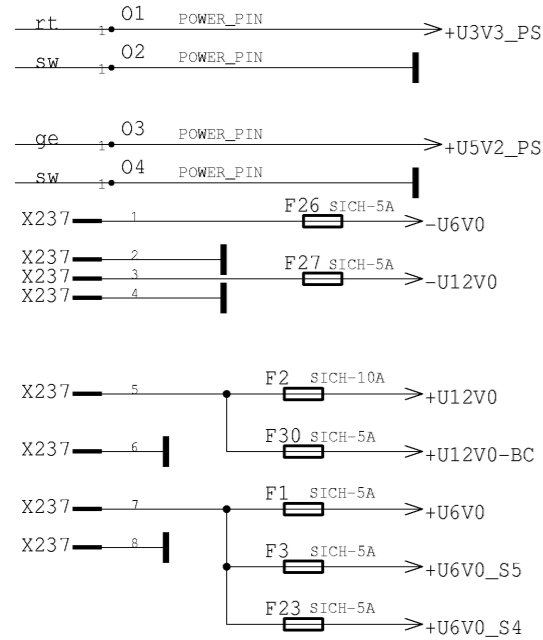 rt 1 O1 POWER_PIN +U3V3_PS
sw 1 O2 POWER_PIN
ge 1 O3 POWER_PIN +U5V2_PS
sw 1 O4 POWER_PIN
X237 1 F26 SICH-5A -U6V0
X237 2
X237 3 F27 SICH-5A -U12V0
X237 4
X237 5 F2 SICH-10A +U12V0
X237 6 F30 SICH-5A +U12V0-BC
X237 7 F1 SICH-5A +U6V0
X237 8
F3 SICH-5A +U6V0_S5
F23 SICH-5A +U6V0_S4